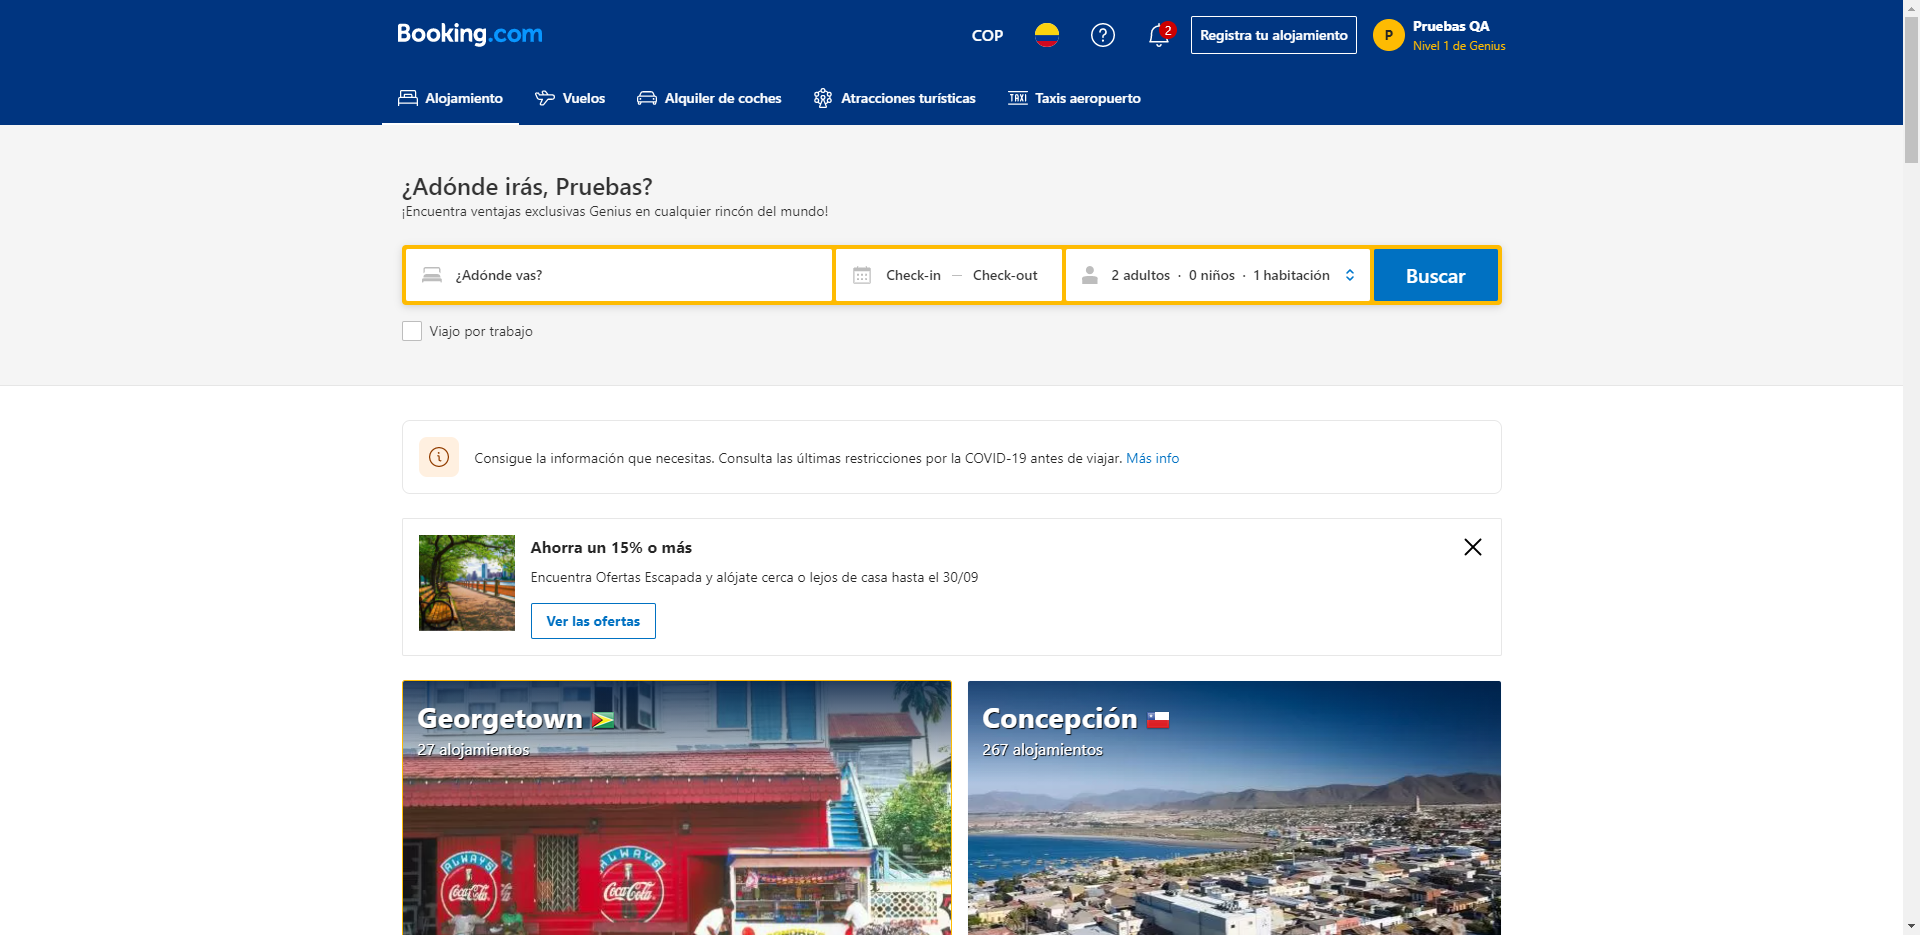 Booking.com
COP
2
Registra tu alojamiento
P
Pruebas QA
Nivel 1 de Genius
Alojamiento
Vuelos
Alquiler de coches
Atracciones turísticas
TAXI
Taxis aeropuerto
¿Adónde irás, Pruebas?
¡Encuentra ventajas exclusivas Genius en cualquier rincón del mundo!
¿Adónde vas?
Check-in — Check-out
2 adultos · 0 niños · 1 habitación
Buscar
Viajo por trabajo
Consigue la información que necesitas. Consulta las últimas restricciones por la COVID-19 antes de viajar. Más info
Ahorra un 15% o más
Encuentra Ofertas Escapada y alójate cerca o lejos de casa hasta el 30/09
Ver las ofertas
Georgetown
27 alojamientos
Concepción
267 alojamientos
ALWAYS
Coca-Cola
ALWAYS
Coca-Cola